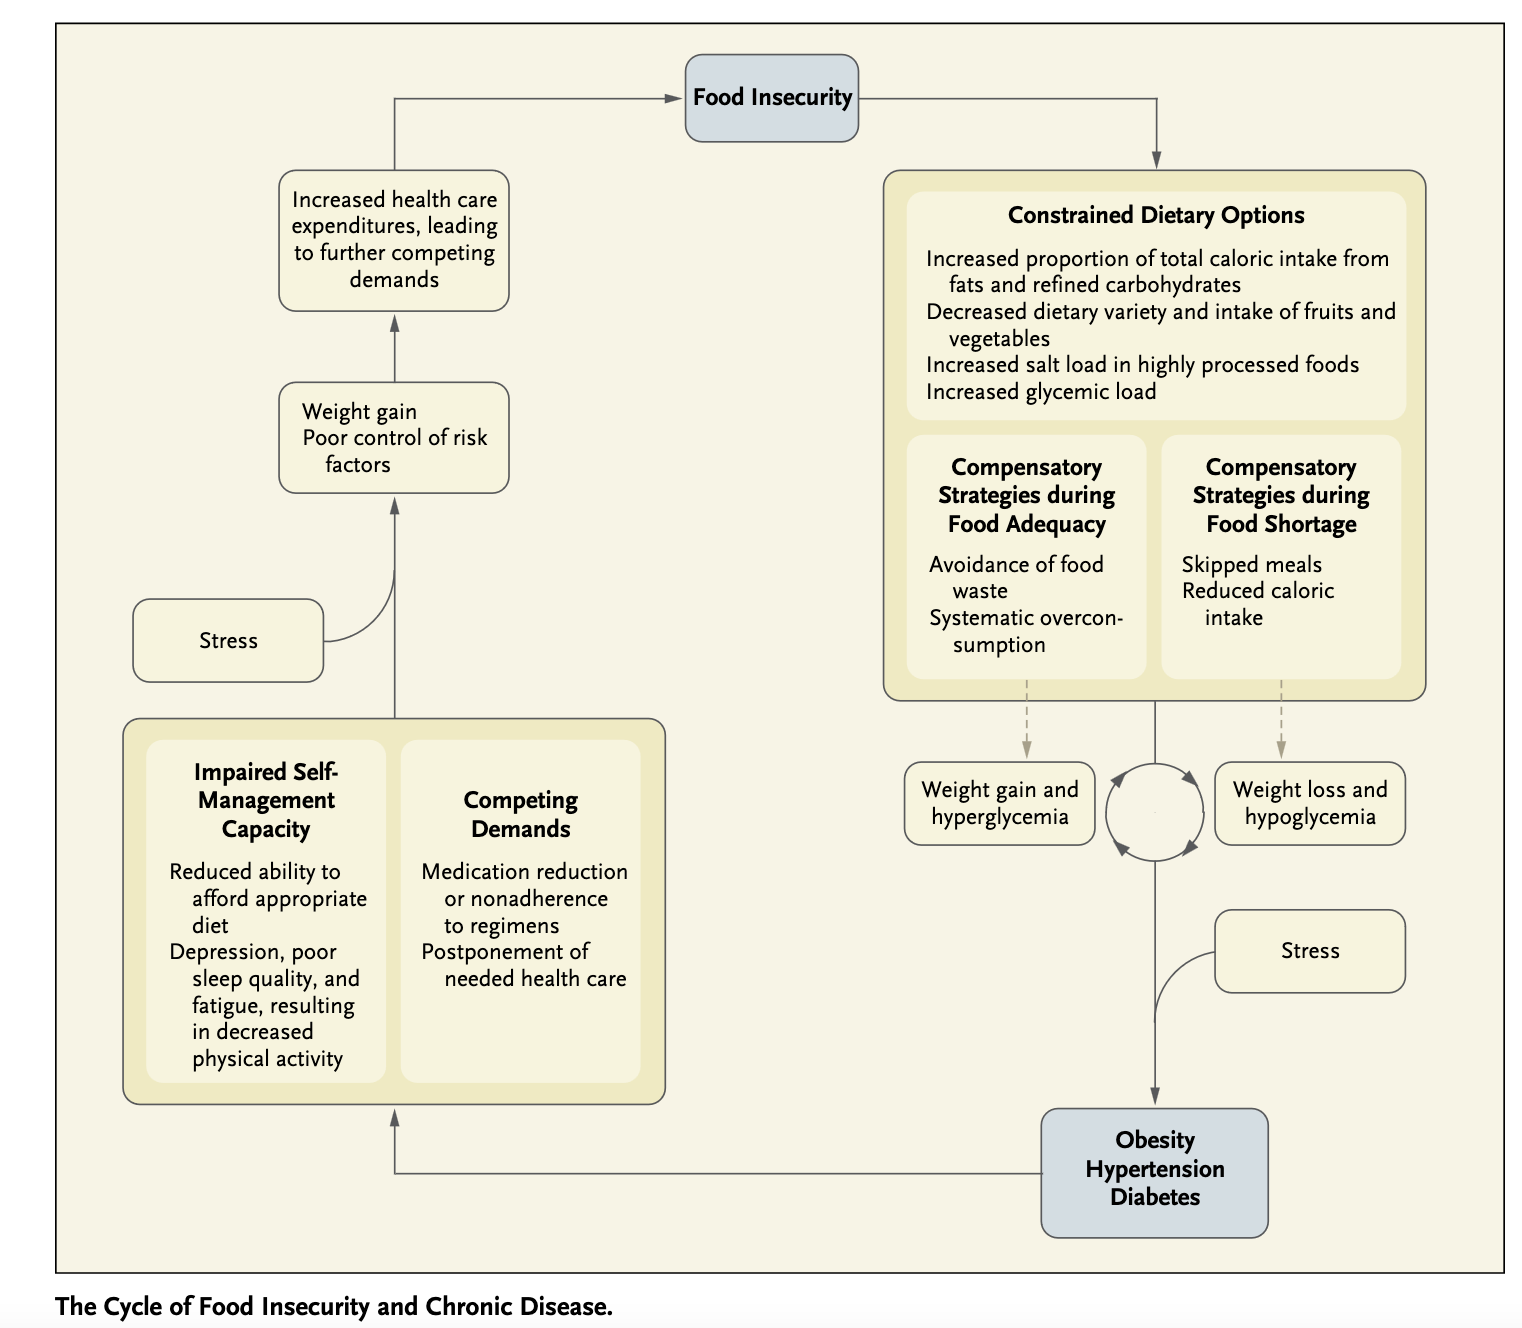 Food Insecurity
Increased health care
expenditures, leading
to further competing
demands
Constrained Dietary Options
Increased proportion of total caloric intake from
fats and refined carbohydrates
Decreased dietary variety and intake of fruits and
vegetables
Increased salt load in highly processed foods
Increased glycemic load
Weight gain
Poor control of risk
factors
Compensatory
Strategies during
Food Adequacy
Avoidance of food
waste
Systematic overcon-
sumption
Compensatory
Strategies during
Food Shortage
Skipped meals
Reduced caloric
intake
Stress
Impaired Self-
Management
Capacity
Reduced ability to
afford appropriate
diet
Depression, poor
sleep quality, and
fatigue, resulting
in decreased
physical activity
Competing
Demands
Medication reduction
or nonadherence
to regimens
Postponement of
needed health care
Weight gain and
hyperglycemia
Weight loss and
hypoglycemia
Stress
Obesity
Hypertension
Diabetes
The Cycle of Food Insecurity and Chronic Disease.